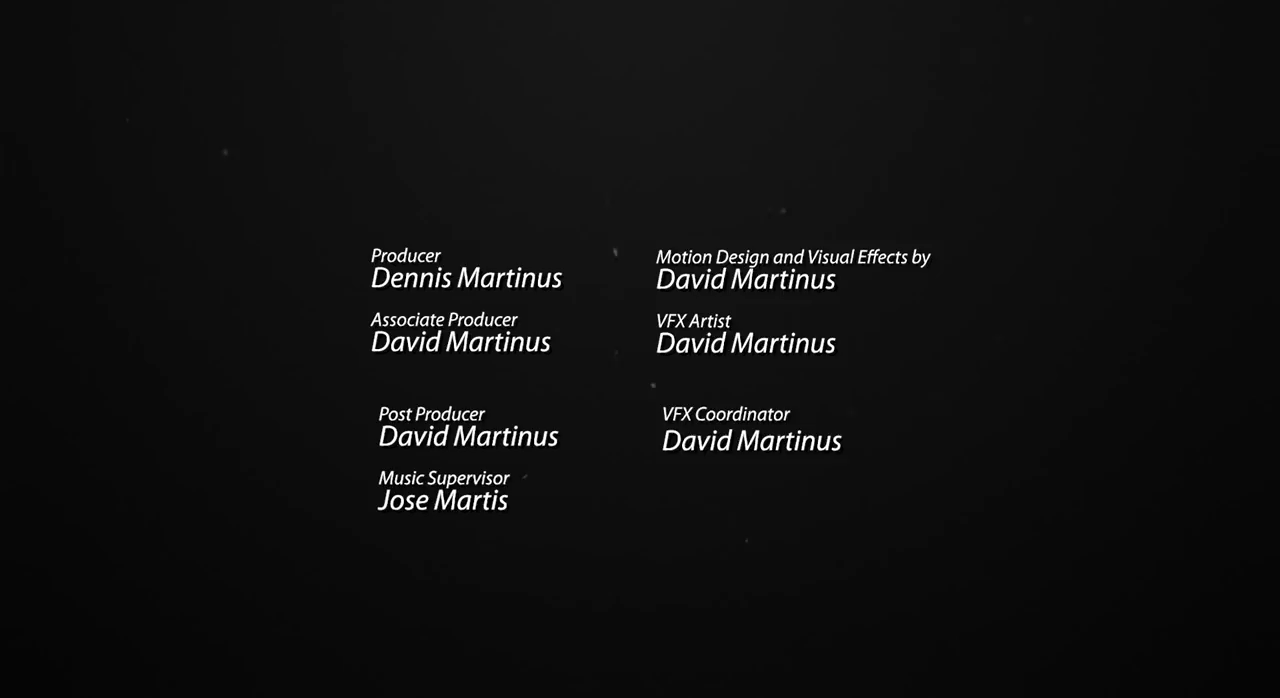 Producer
Dennis Martinus
Associate Producer
David Martinus
Post Producer
David Martinus
Music Supervisor
Jose Martis
Motion Design and Visual Effects by
David Martinus
VFX Artist
David Martinus
VFX Coordinator
David Martinus